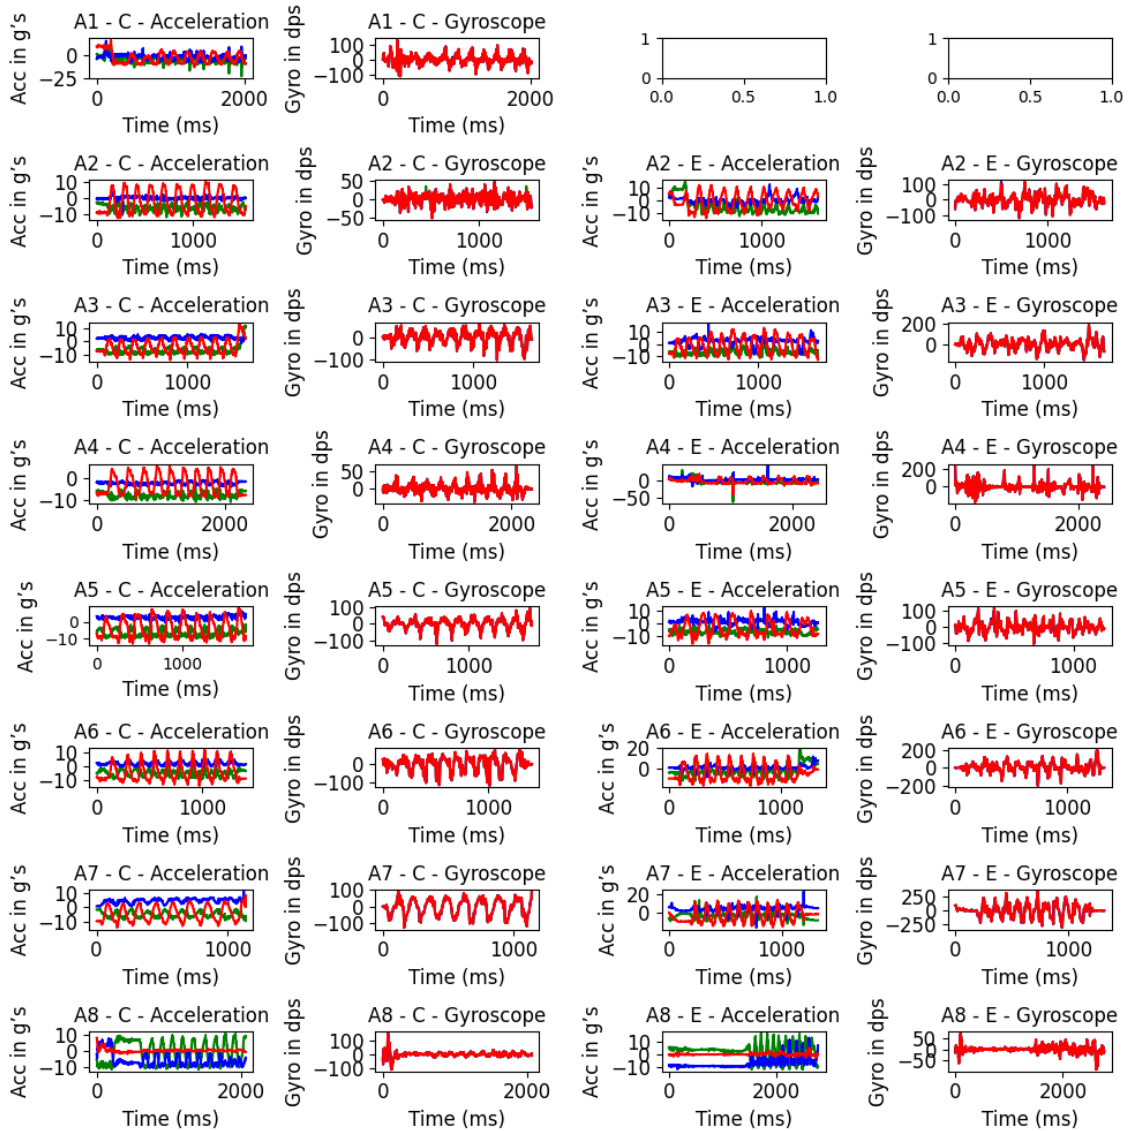 A1 - C - Acceleration
A1 - C - Gyroscope
Acc in g’s
0
−25
0
2000
Time (ms)
Gyro in dps
100
0
−100
0
1000
2000
Time (ms)
1
0
0.0
0.5
1.0
1
0
0.0
0.5
1.0
A2 - C - Acceleration
Acc in g’s
10
0
−10
0
1000
Time (ms)
A2 - C - Gyroscope
Gyro in dps
50
0
−50
0
1000
Time (ms)
A2 - E - Acceleration
Acc in g’s
10
0
−10
0
1000
Time (ms)
A2 - E - Gyroscope
Gyro in dps
100
0
−100
0
1000
Time (ms)
A3 - C - Acceleration
Acc in g’s
10
0
−10
0
1000
Time (ms)
A3 - C - Gyroscope
Gyro in dps
0
−100
0
1000
Time (ms)
A3 - E - Acceleration
Acc in g’s
10
0
−10
0
1000
Time (ms)
A3 - E - Gyroscope
Gyro in dps
200
0
0
1000
Time (ms)
A4 - C - Acceleration
Acc in g’s
0
−10
0
2000
Time (ms)
A4 - C - Gyroscope
Gyro in dps
50
0
0
2000
Time (ms)
A4 - E - Acceleration
Acc in g’s
0
−50
0
2000
Time (ms)
A4 - E - Gyroscope
Gyro in dps
200
0
0
2000
Time (ms)
A5 - C - Acceleration
Acc in g’s
0
−10
0
1000
Time (ms)
A5 - C - Gyroscope
Gyro in dps
100
0
−100
0
1000
Time (ms)
A5 - E - Acceleration
Acc in g’s
10
0
−10
0
1000
Time (ms)
A5 - E - Gyroscope
Gyro in dps
100
0
−100
0
1000
Time (ms)
A6 - C - Acceleration
Acc in g’s
10
0
−10
0
1000
Time (ms)
A6 - C - Gyroscope
Gyro in dps
0
−100
0
1000
Time (ms)
A6 - E - Acceleration
Acc in g’s
20
0
0
1000
Time (ms)
A6 - E - Gyroscope
Gyro in dps
200
0
−200
0
1000
Time (ms)
A7 - C - Acceleration
Acc in g’s
10
0
−10
0
1000
Time (ms)
A7 - C - Gyroscope
Gyro in dps
100
0
−100
0
1000
Time (ms)
A7 - E - Acceleration
Acc in g’s
20
0
0
1000
Time (ms)
A7 - E - Gyroscope
Gyro in dps
250
0
−250
0
1000
Time (ms)
A8 - C - Acceleration
Acc in g’s
10
0
−10
0
2000
Time (ms)
A8 - C - Gyroscope
Gyro in dps
100
0
−100
0
1000
2000
Time (ms)
A8 - E - Acceleration
Acc in g’s
10
0
−10
0
2000
Time (ms)
A8 - E - Gyroscope
Gyro in dps
50
0
−50
0
2000
Time (ms)